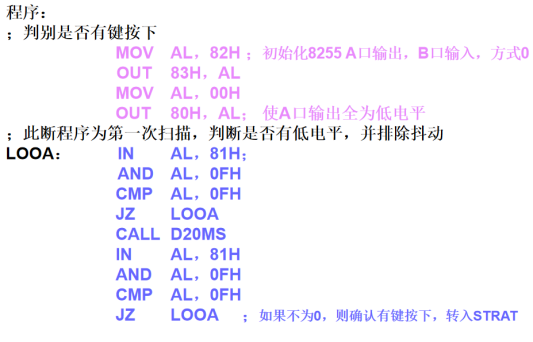 程序：
；判别是否有键按下
MOV AL，82H ；初始化8255 A口输出，B口输入，方式0
OUT 83H，AL
MOV AL，00H
OUT 80H，AL； 使A口输出全为低电平
；此断程序为第一次扫描，判断是否有低电平，并排除抖动
LOOA： IN AL，81H；
AND AL，0FH
CMP AL，0FH
JZ LOOA
CALL D20MS
IN AL，81H
AND AL，0FH
CMP AL，0FH
JZ LOOA ；如果不为0，则确认有键按下，转入STRAT